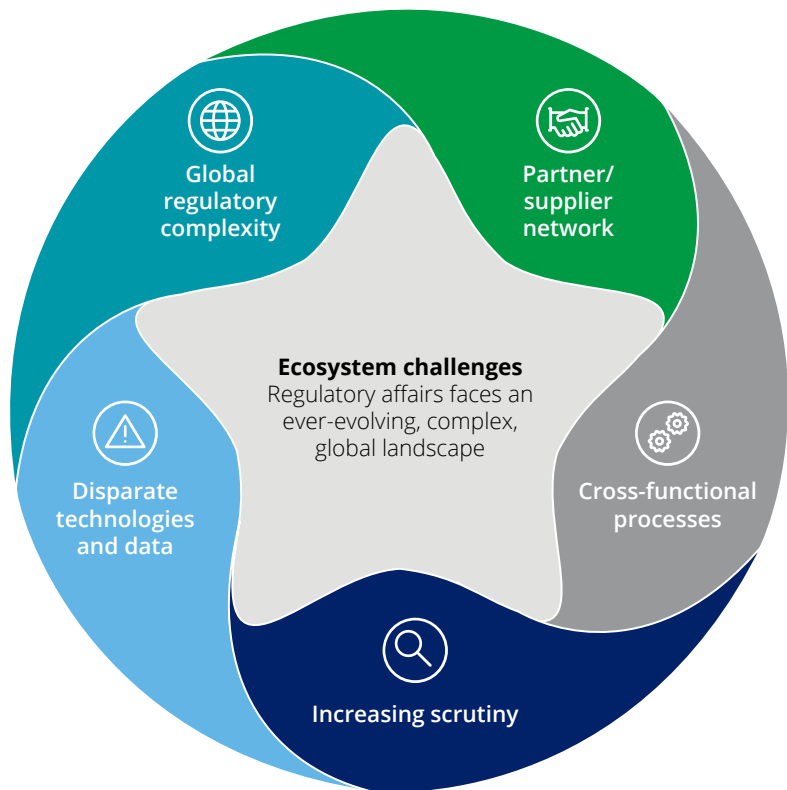 Global
regulatory
complexity
Partner/
supplier
network
Ecosystem challenges
Regulatory affairs faces an
ever-evolving, complex,
global landscape
Disparate
technologies
and data
Cross-functional
processes
Increasing scrutiny